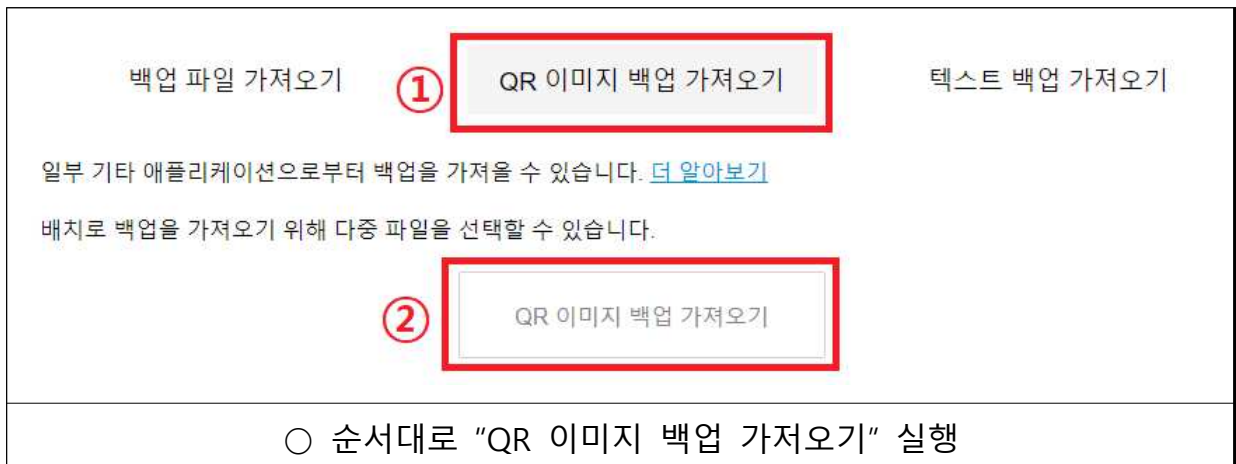 백업 파일 가져오기 ① QR 이미지 백업 가져오기 텍스트 백업 가져오기
일부 기타 애플리케이션으로부터 백업을 가져올 수 있습니다. 더 알아보기
배치로 백업을 가져오기 위해 다중 파일을 선택할 수 있습니다.
② QR 이미지 백업 가져오기
○ 순서대로 "QR 이미지 백업 가저오기" 실행